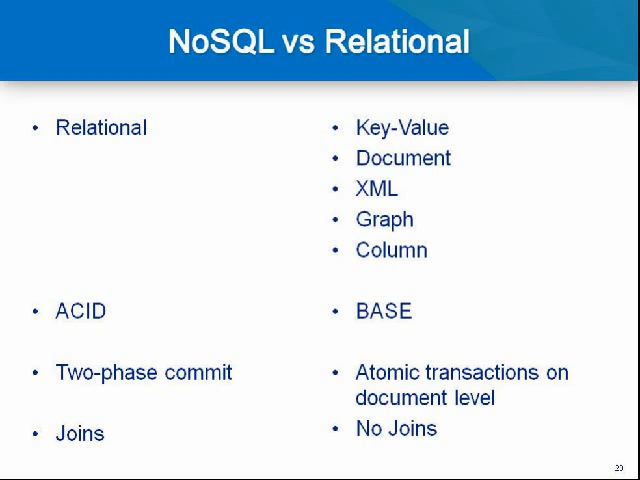 NoSQL vs Relational
• Relational
• Key-Value
• Document
• XML
• Graph
• Column
• ACID
• BASE
• Two-phase commit
• Atomic transactions on
document level
• Joins
• No Joins
20